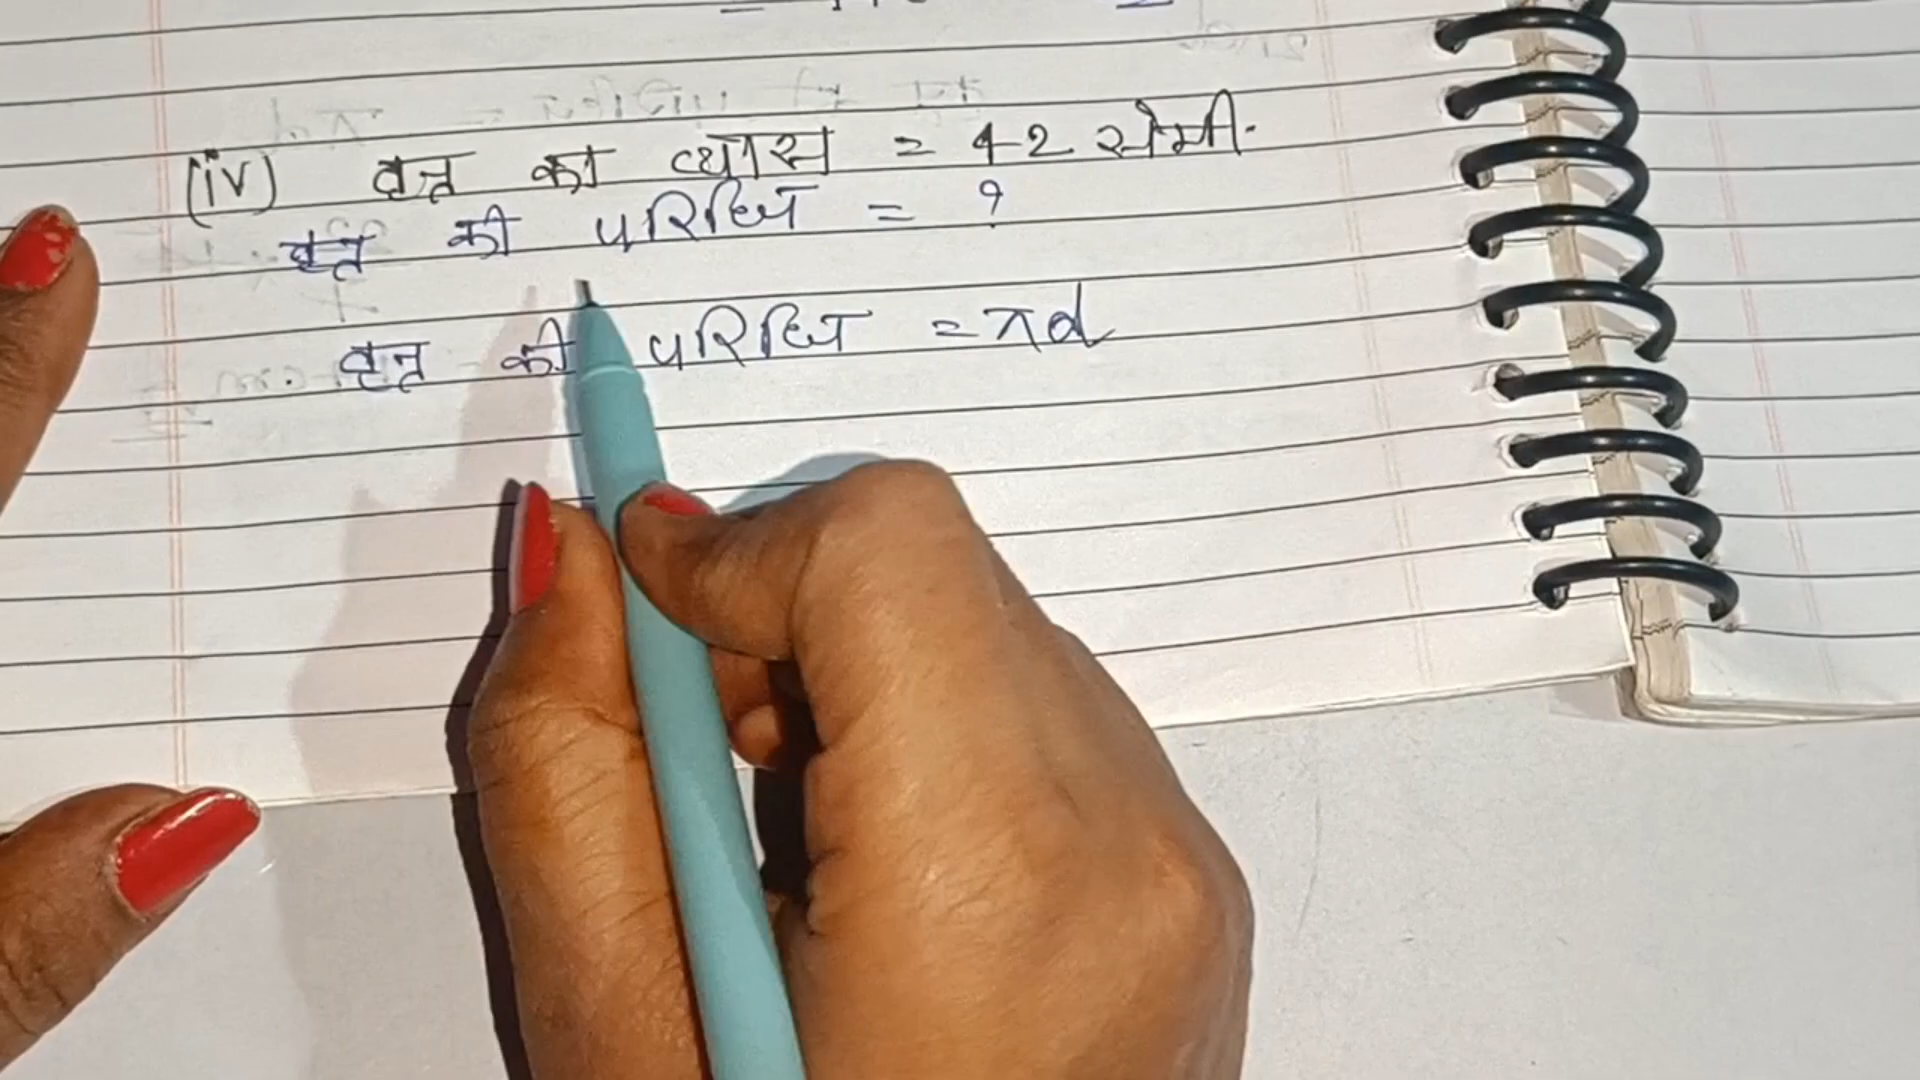 (iv) वृत्त का व्यास = 42 सेमी.
वृत्त की परिधि = ?
वृत्त की परिधि = πd